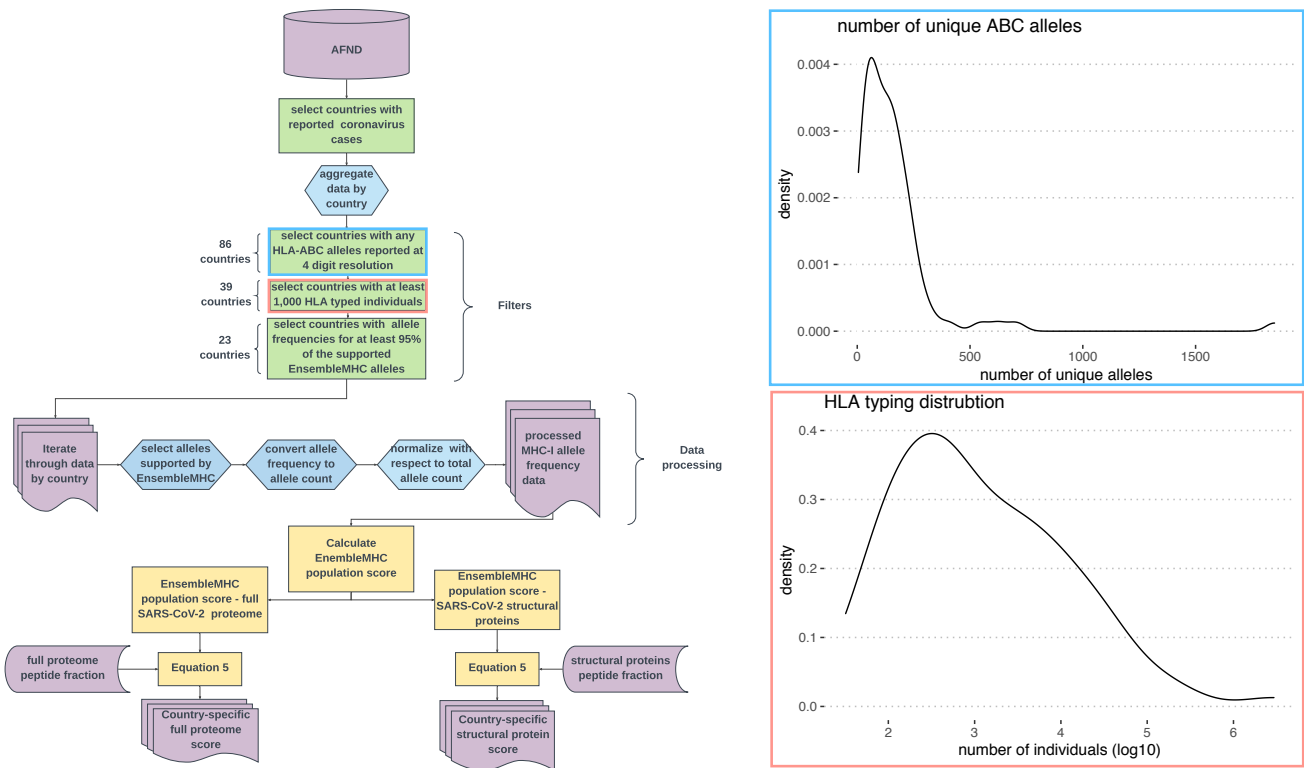 AFND
select countries with
reported coronavirus
cases
aggregate
data by
country
86
countries
select countries with any
HLA-ABC alleles reported at
4 digit resolution
39
countries
select countries with at least
1,000 HLA typed individuals
23
countries
select countries with allele
frequencies for at least 95%
of the supported
EnsembleMHC alleles
Filters
Iterate
through data
by country
select alleles
supported by
EnsembleMHC
convert allele
frequency to
allele count
normalize with
respect to total
allele count
processed
MHC-I allele
frequency
data
Data
processing
Calculate
EnembleMHC
population score
EnsembleMHC
population score - full
SARS-CoV-2 proteome
EnsembleMHC
population score -
SARS-CoV-2 structural
proteins
full proteome
peptide fraction
Equation 5
Equation 5
structural proteins
peptide fraction
Country-specific
full proteome
score
Country-specific
structural protein
score
number of unique ABC alleles
density
0.004
0.003
0.002
0.001
0.000
0 500 1000 1500
number of unique alleles
HLA typing distrubtion
density
0.4
0.3
0.2
0.1
0.0
2 3 4 5 6
number of individuals (log10)